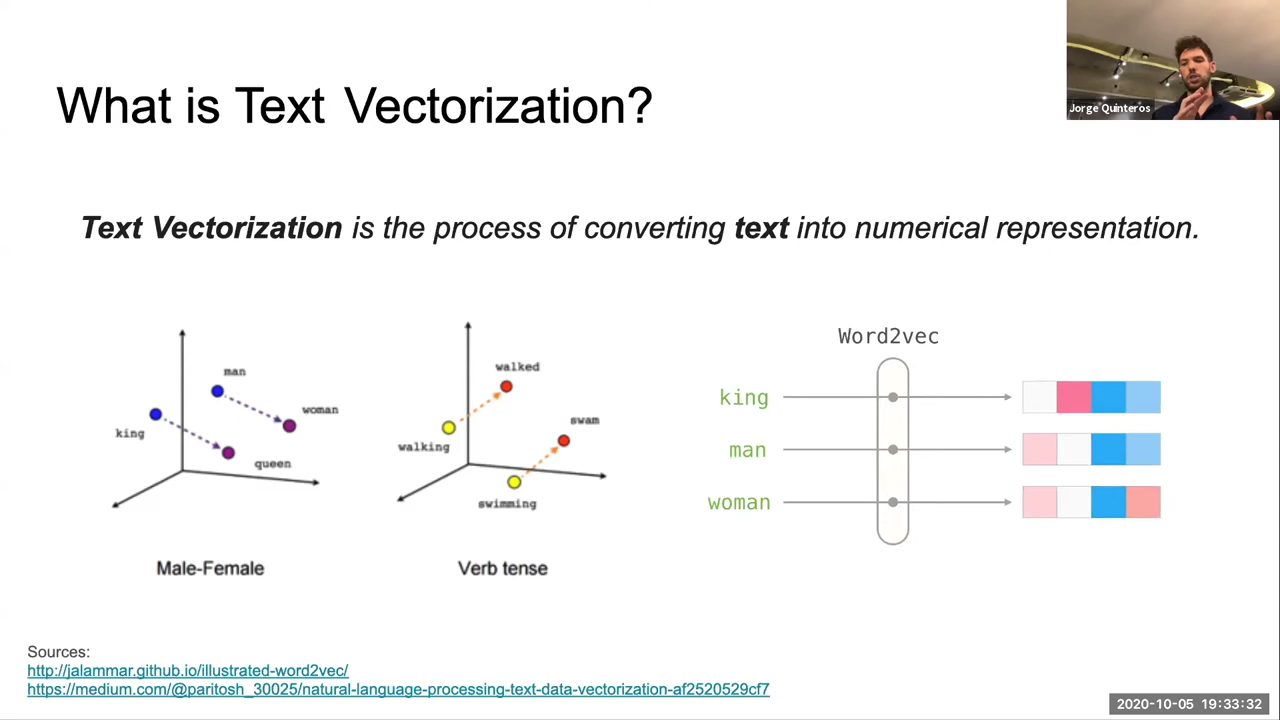 Jorge Quinteros
What is Text Vectorization?
Text Vectorization is the process of converting text into numerical representation.
man
woman
king
queen
Male-Female
walked
swam
walking
swimming
Verb tense
Word2vec
king
man
woman
Sources:
http://jalammar.github.io/illustrated-word2vec/
https://medium.com/@paritosh_30025/natural-language-processing-text-data-vectorization-af2520529cf7
2020-10-05 19:33:32